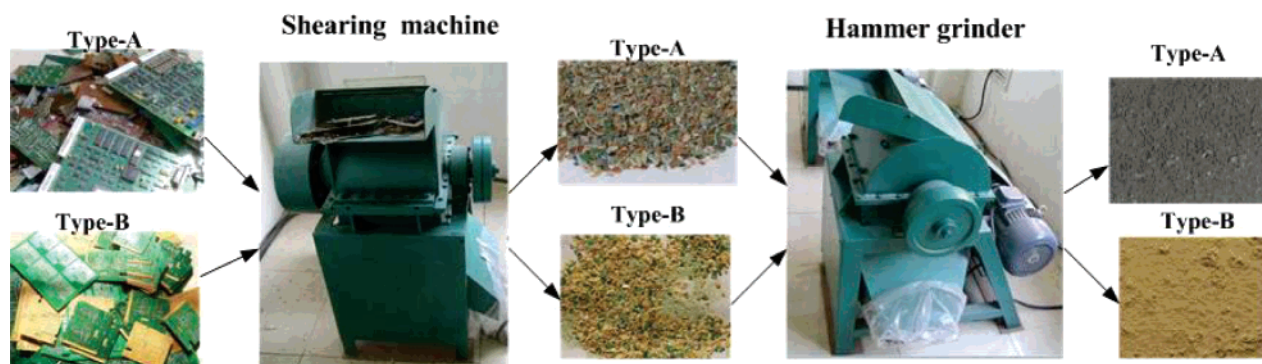 Shearing machine
Hammer grinder
Type-A
Type-A
Type-A
Type-B
Type-B
Type-B